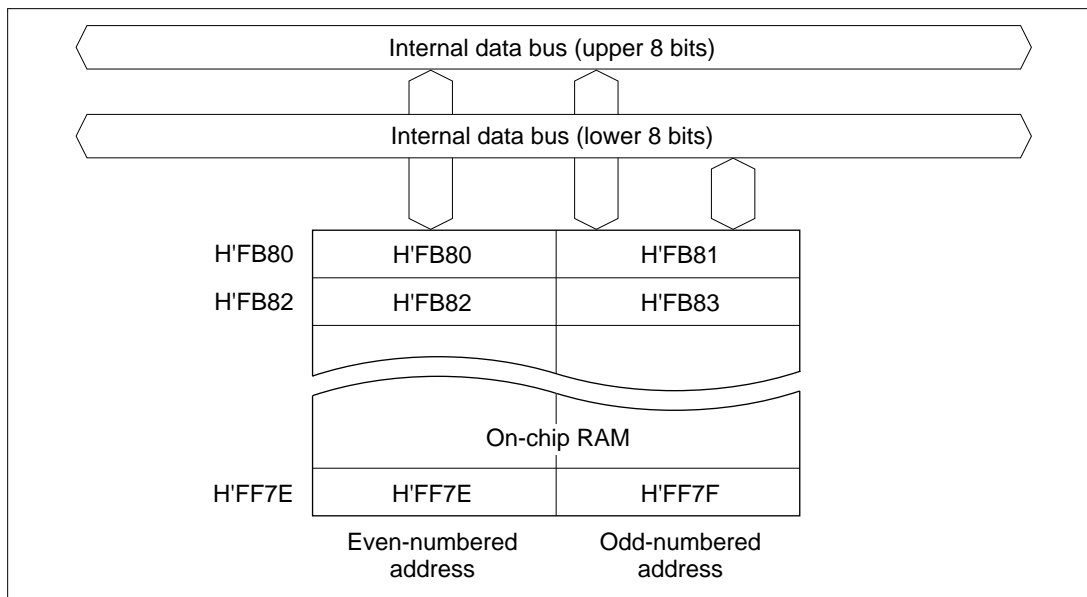 Internal data bus (upper 8 bits)
Internal data bus (lower 8 bits)
H'FB80 H'FB80 H'FB81
H'FB82 H'FB82 H'FB83
On-chip RAM
H'FF7E H'FF7E H'FF7F
Even-numbered address
Odd-numbered address